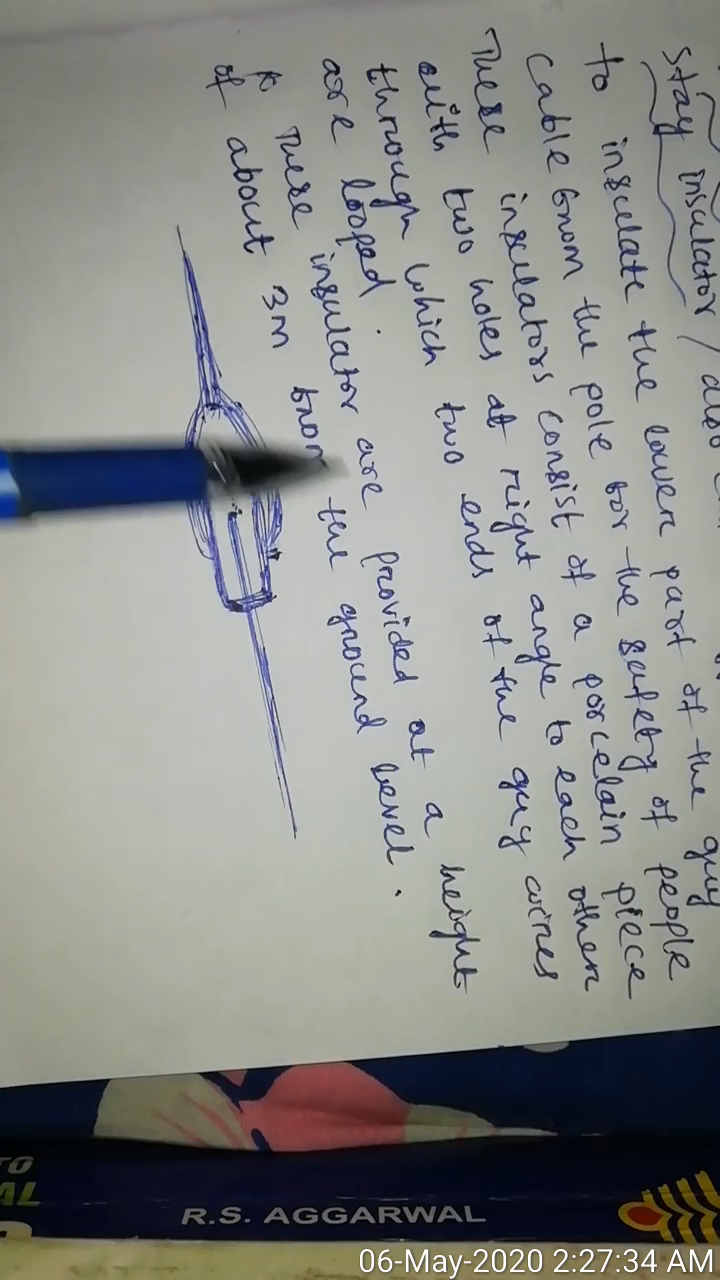 Stay insulator / also
to insulate the lower part of the guy
Cable from the pole for the safety of people
These insulators consist of a porcelain piece
with two holes at right angle to each other
through which two ends of the guy wires
are looped.
* These insulator are provided at a height
of about 3m from the ground level.
R.S. AGGARWAL
06-May-2020 2:27:34 AM